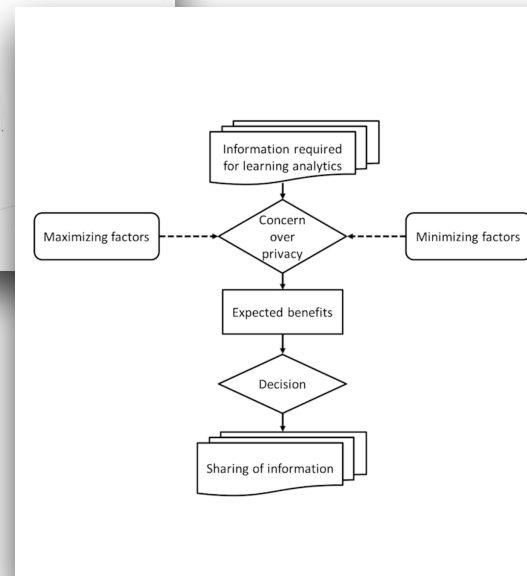 Information required
for learning analytics
Maximizing factors
Concern
over
privacy
Minimizing factors
Expected benefits
Decision
Sharing of information